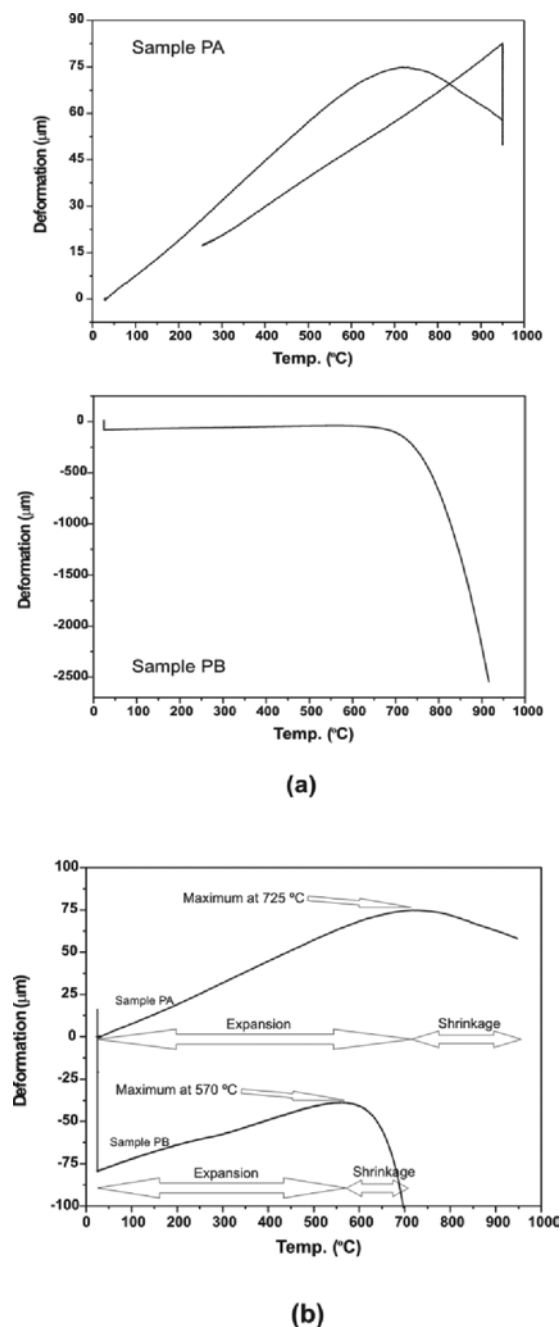 Sample PA
90
75
60
45
30
15
0
Deformation (µm)
0 100 200 300 400 500 600 700 800 900 1000
Temp. (ºC)
0
-500
-1000
-1500
-2000
-2500
Deformation (µm)
Sample PB
0 100 200 300 400 500 600 700 800 900 1000
Temp. (ºC)
(a)
100
75
50
25
0
-25
-50
-75
-100
Deformation (µm)
Maximum at 725 ºC
Sample PA
Expansion
Shrinkage
Maximum at 570 ºC
Sample PB
Expansion
Shrinkage
0 100 200 300 400 500 600 700 800 900 1000
Temp. (ºC)
(b)